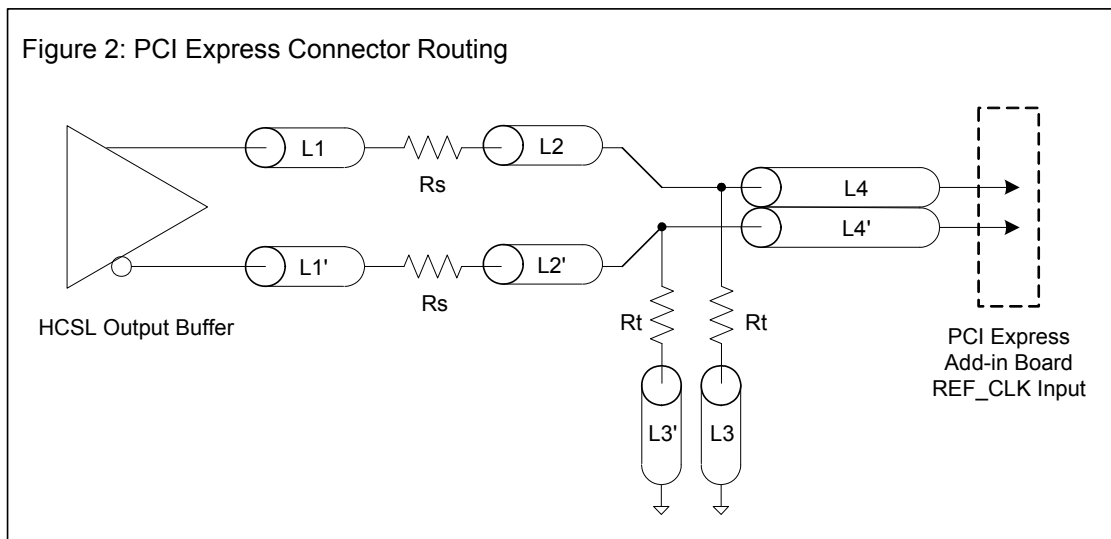 Figure 2: PCI Express Connector Routing
L1
Rs
L2
L4
L4'
L1'
Rs
L2'
HCSL Output Buffer
Rt
Rt
L3'
L3
PCI Express
Add-in Board
REF_CLK Input